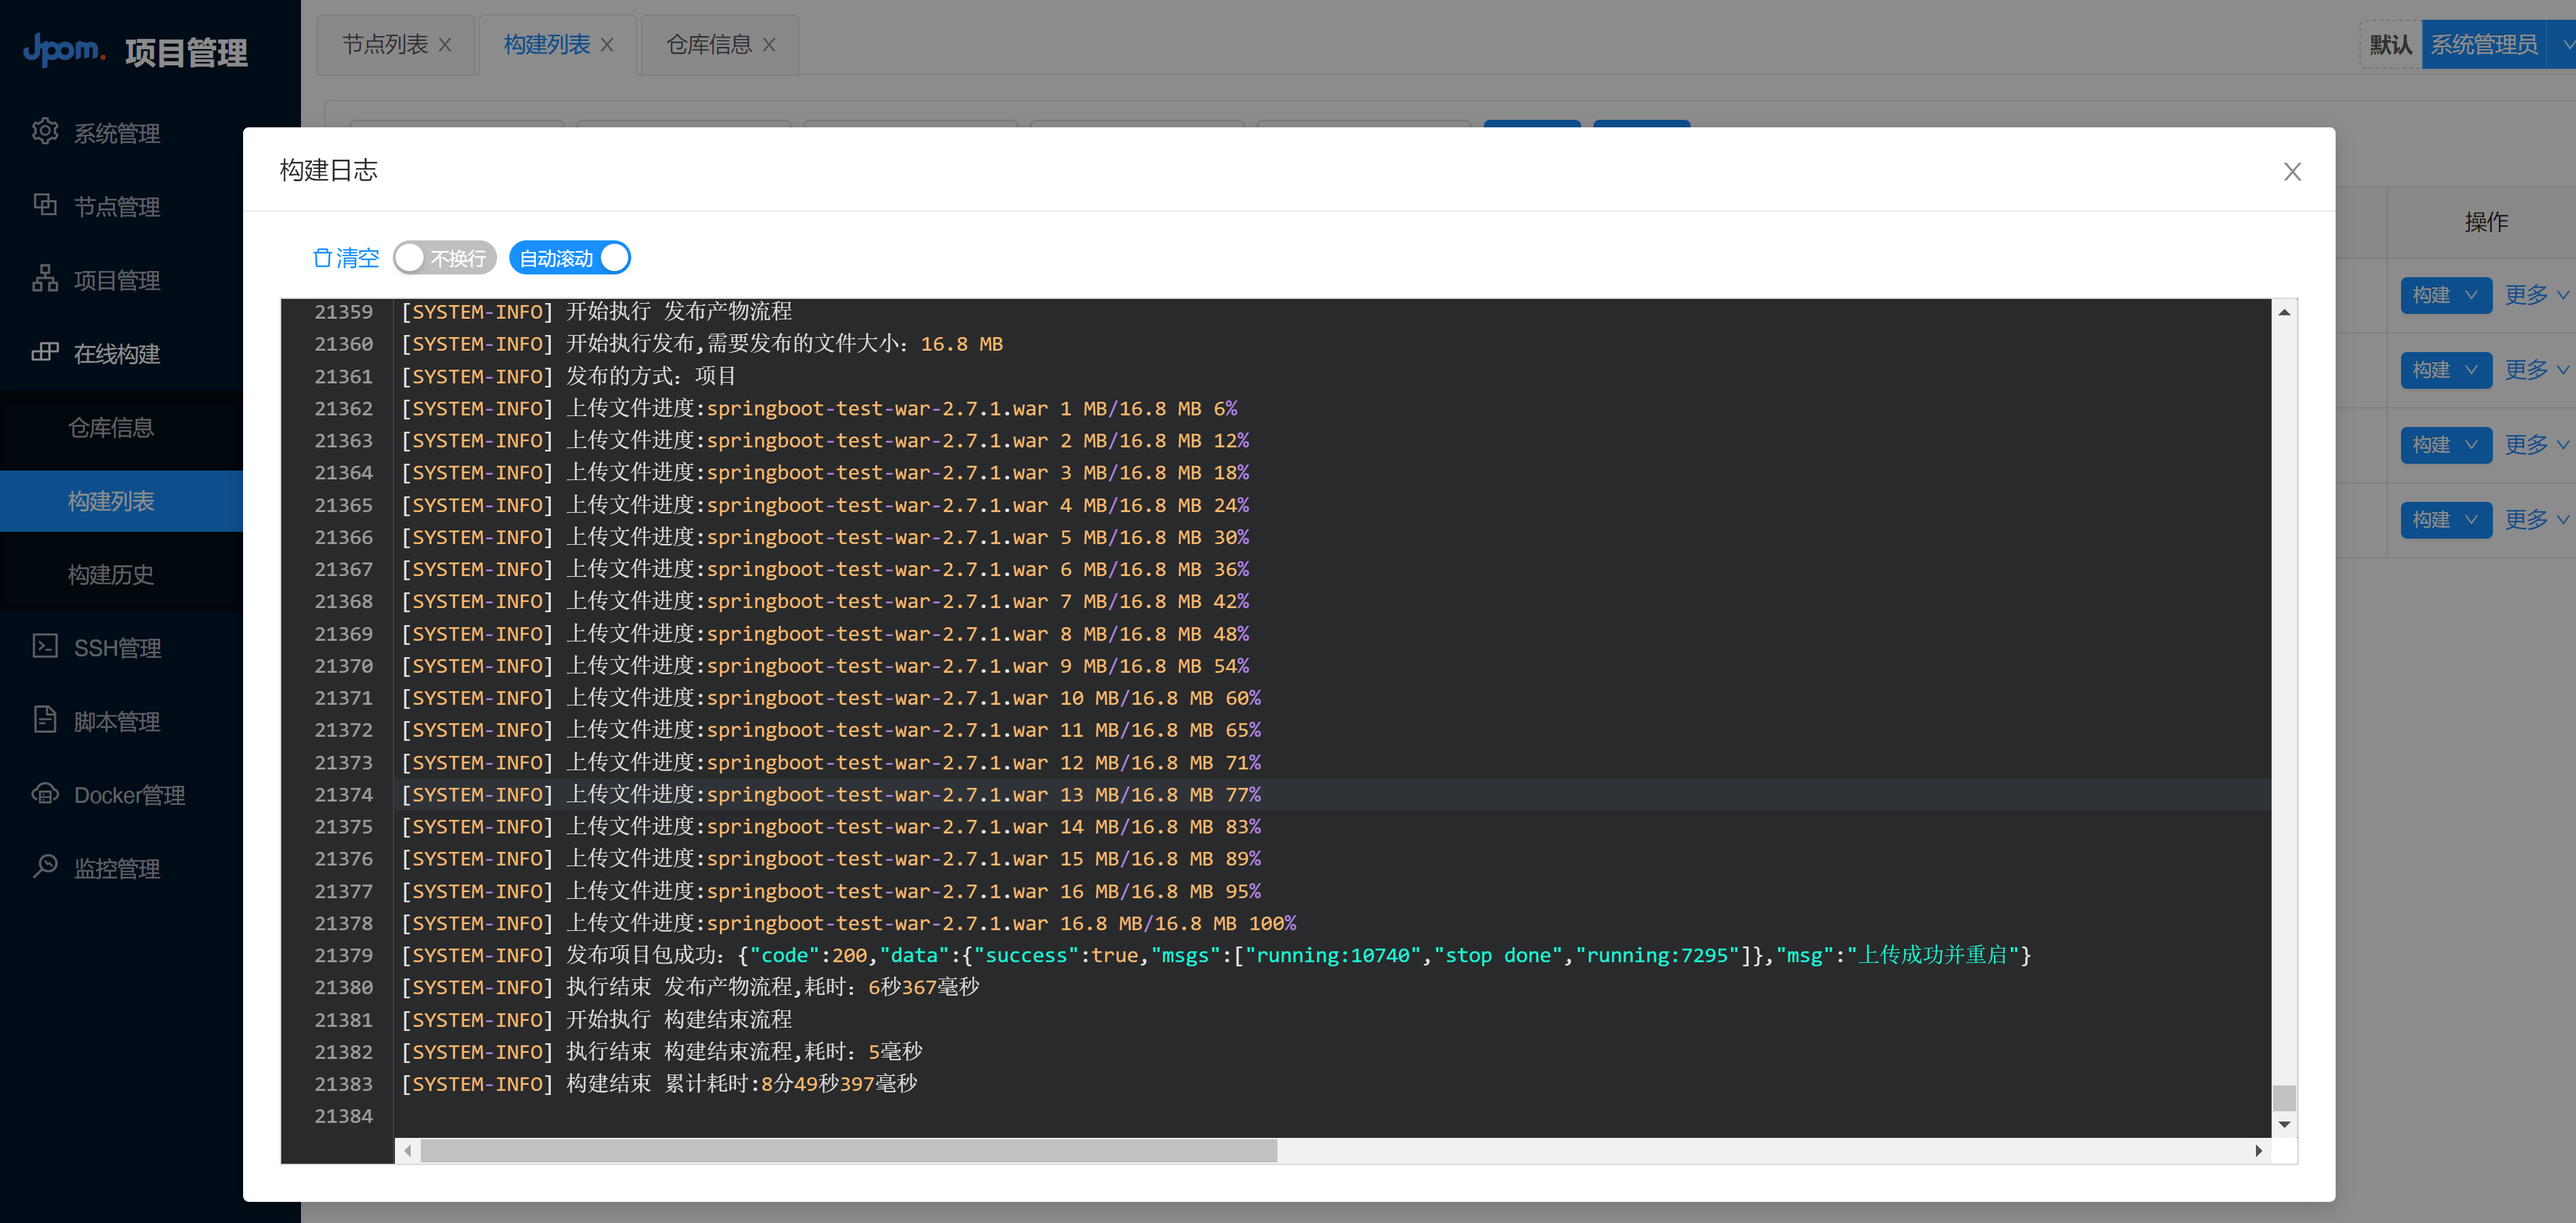 Jpom. 项目管理
节点列表
构建列表
仓库信息
默认
系统管理员
系统管理
节点管理
项目管理
在线构建
仓库信息
构建列表
构建历史
SSH管理
脚本管理
Docker管理
监控管理
操作
构建 更多
构建 更多
构建 更多
构建 更多
构建日志
清空 不换行 自动滚动
21359 [SYSTEM-INFO] 开始执行 发布产物流程
21360 [SYSTEM-INFO] 开始执行发布,需要发布的文件大小：16.8 MB
21361 [SYSTEM-INFO] 发布的方式：项目
21362 [SYSTEM-INFO] 上传文件进度:springboot-test-war-2.7.1.war 1 MB/16.8 MB 6%
21363 [SYSTEM-INFO] 上传文件进度:springboot-test-war-2.7.1.war 2 MB/16.8 MB 12%
21364 [SYSTEM-INFO] 上传文件进度:springboot-test-war-2.7.1.war 3 MB/16.8 MB 18%
21365 [SYSTEM-INFO] 上传文件进度:springboot-test-war-2.7.1.war 4 MB/16.8 MB 24%
21366 [SYSTEM-INFO] 上传文件进度:springboot-test-war-2.7.1.war 5 MB/16.8 MB 30%
21367 [SYSTEM-INFO] 上传文件进度:springboot-test-war-2.7.1.war 6 MB/16.8 MB 36%
21368 [SYSTEM-INFO] 上传文件进度:springboot-test-war-2.7.1.war 7 MB/16.8 MB 42%
21369 [SYSTEM-INFO] 上传文件进度:springboot-test-war-2.7.1.war 8 MB/16.8 MB 48%
21370 [SYSTEM-INFO] 上传文件进度:springboot-test-war-2.7.1.war 9 MB/16.8 MB 54%
21371 [SYSTEM-INFO] 上传文件进度:springboot-test-war-2.7.1.war 10 MB/16.8 MB 60%
21372 [SYSTEM-INFO] 上传文件进度:springboot-test-war-2.7.1.war 11 MB/16.8 MB 65%
21373 [SYSTEM-INFO] 上传文件进度:springboot-test-war-2.7.1.war 12 MB/16.8 MB 71%
21374 [SYSTEM-INFO] 上传文件进度:springboot-test-war-2.7.1.war 13 MB/16.8 MB 77%
21375 [SYSTEM-INFO] 上传文件进度:springboot-test-war-2.7.1.war 14 MB/16.8 MB 83%
21376 [SYSTEM-INFO] 上传文件进度:springboot-test-war-2.7.1.war 15 MB/16.8 MB 89%
21377 [SYSTEM-INFO] 上传文件进度:springboot-test-war-2.7.1.war 16 MB/16.8 MB 95%
21378 [SYSTEM-INFO] 上传文件进度:springboot-test-war-2.7.1.war 16.8 MB/16.8 MB 100%
21379 [SYSTEM-INFO] 发布项目包成功：{"code":200,"data":{"success":true,"msgs":["running:10740","stop done","running:7295"]},"msg":"上传成功并重启"}
21380 [SYSTEM-INFO] 执行结束 发布产物流程,耗时：6秒367毫秒
21381 [SYSTEM-INFO] 开始执行 构建结束流程
21382 [SYSTEM-INFO] 执行结束 构建结束流程,耗时：5毫秒
21383 [SYSTEM-INFO] 构建结束 累计耗时:8分49秒397毫秒
21384